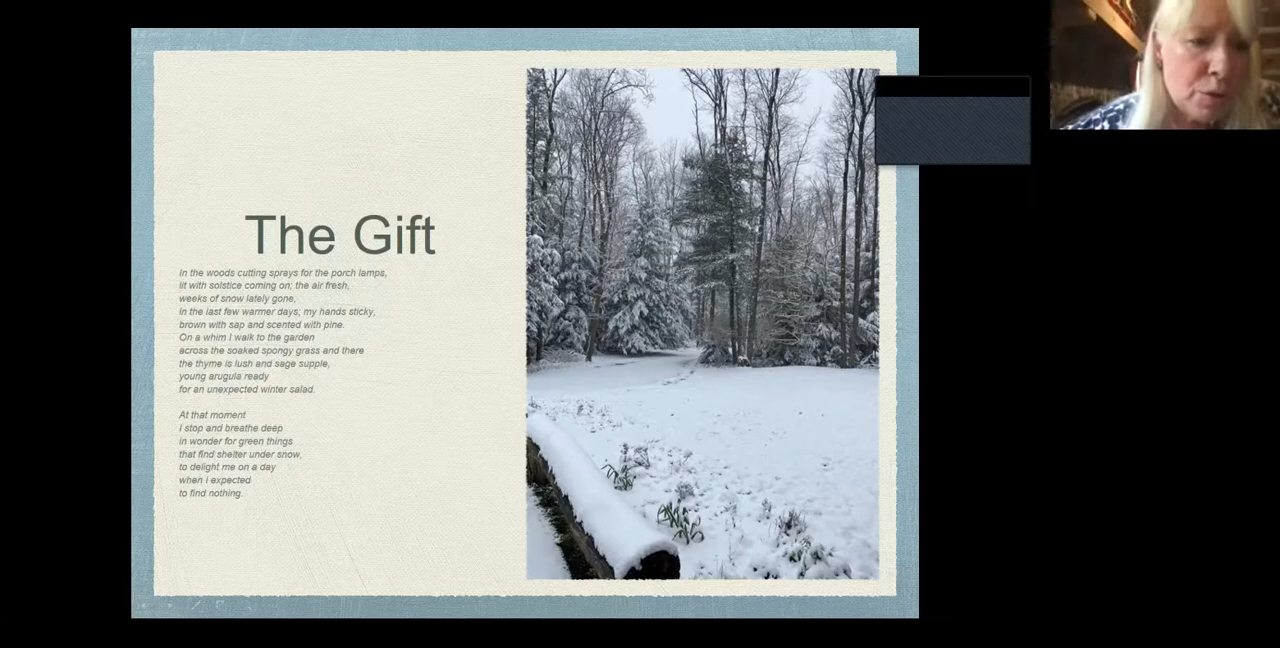 The Gift
In the woods cutting sprays for the porch lamps,
lit with solstice coming on; the air fresh,
weeks of snow lately gone,
in the last few warmer days; my hands sticky,
brown with sap and scented with pine.
On a whim I walk to the garden
across the soaked spongy grass and there
the thyme is lush and sage supple,
young arugula ready
for an unexpected winter salad.
At that moment
I stop and breathe deep
in wonder for green things
that find shelter under snow,
to delight me on a day
when I expected
to find nothing.